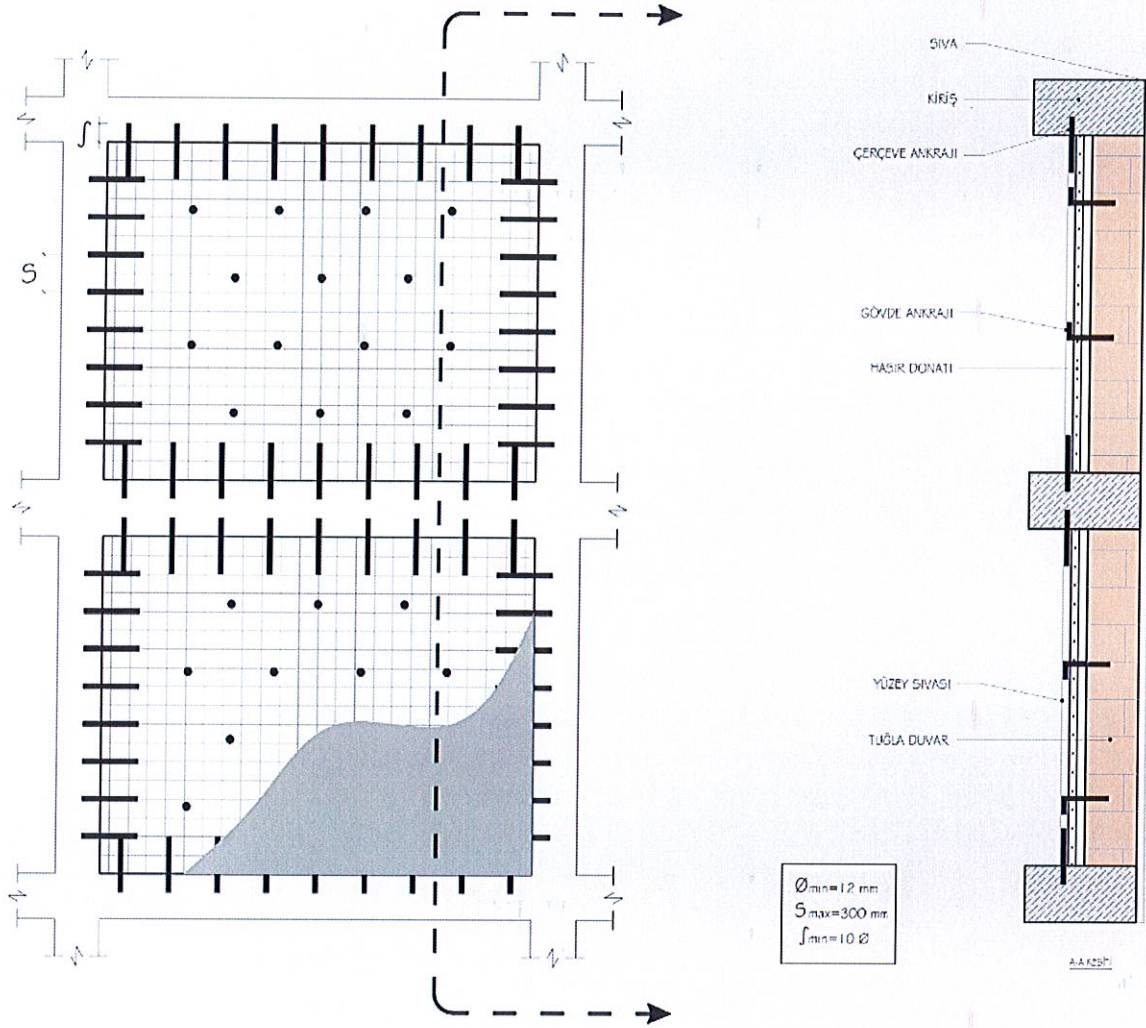 SIVA
KİRİŞ
ÇERÇEVE ANKRAJI
S
GÖVDE ANKRAJI
HASIR DONATI
YÜZEY SIVASI
TUĞLA DUVAR
Ømin=12 mm
Smax=300 mm
ʃmin=10 Ø
A-A KESİTİ